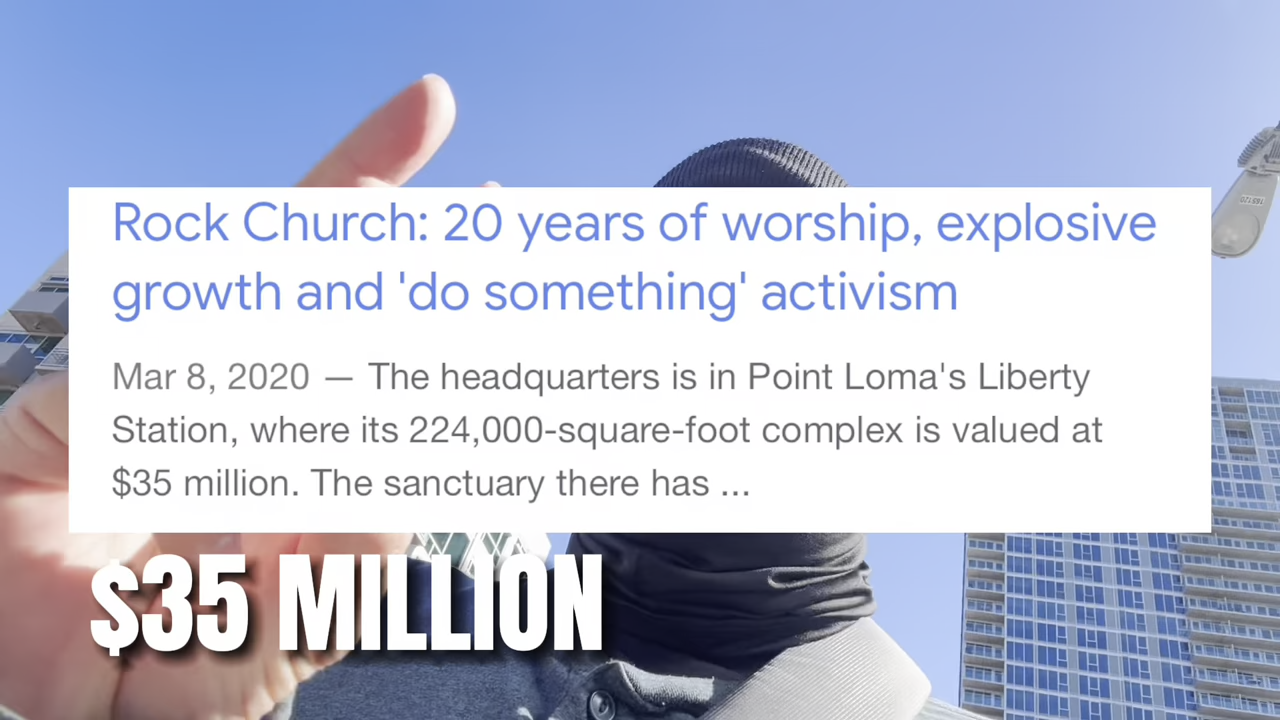 Rock Church: 20 years of worship, explosive
growth and 'do something' activism
Mar 8, 2020 — The headquarters is in Point Loma's Liberty
Station, where its 224,000-square-foot complex is valued at
$35 million. The sanctuary there has ...
$35 MILLION